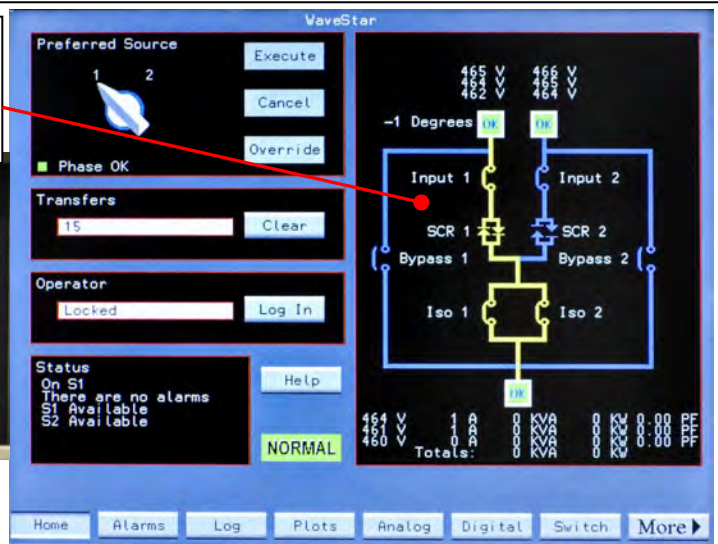 WaveStar
Preferred Source
1 2
Execute
Cancel
Override
Phase OK
Transfers
15
Clear
Operator
Locked
Log In
Status
On S1
There are no alarms
S1 Available
S2 Available
Help
NORMAL
465 V 466 V
464 V 465 V
462 V 464 V
-1 Degrees OK OK
Input 1 Input 2
SCR 1 SCR 2
Bypass 1 Bypass 2
Iso 1 Iso 2
OK
464 V 1 A 0 KVA 0 KW 0.00 PF
461 V 1 A 0 KVA 0 KW 0.00 PF
460 V 0 A 0 KVA 0 KW 0.00 PF
Totals: 0 KVA 0 KW
Home Alarms Log Plots Analog Digital Switch More